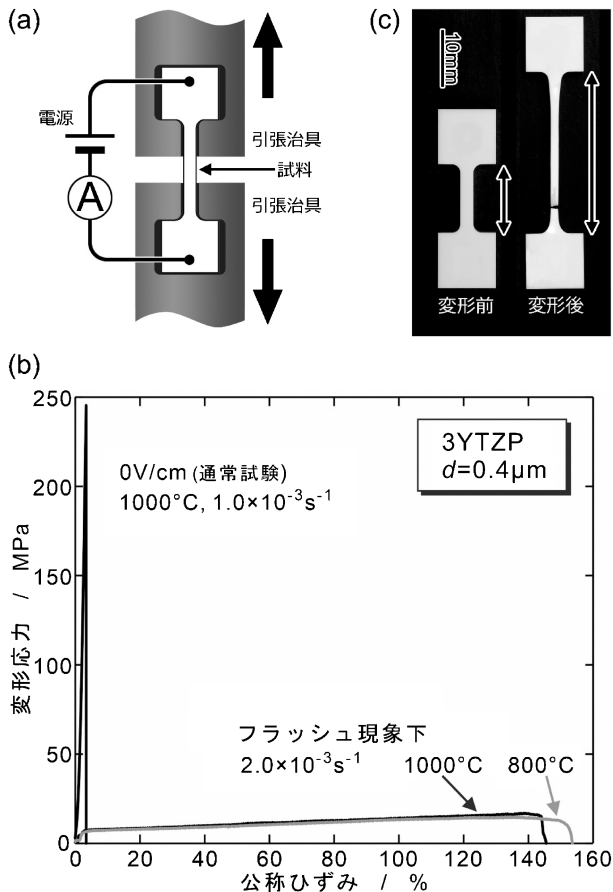 (a)
電源
A
引張治具
試料
引張治具
(c)
10mm
変形前
変形後
(b)
250
200
150
100
50
0
変形応力 / MPa
0V/cm (通常試験)
1000°C, 1.0×10⁻³s⁻¹
3YTZP
d=0.4μm
フラッシュ現象下
2.0×10⁻³s⁻¹
1000°C
800°C
0
20
40
60
80
100
120
140
160
公称ひずみ / %